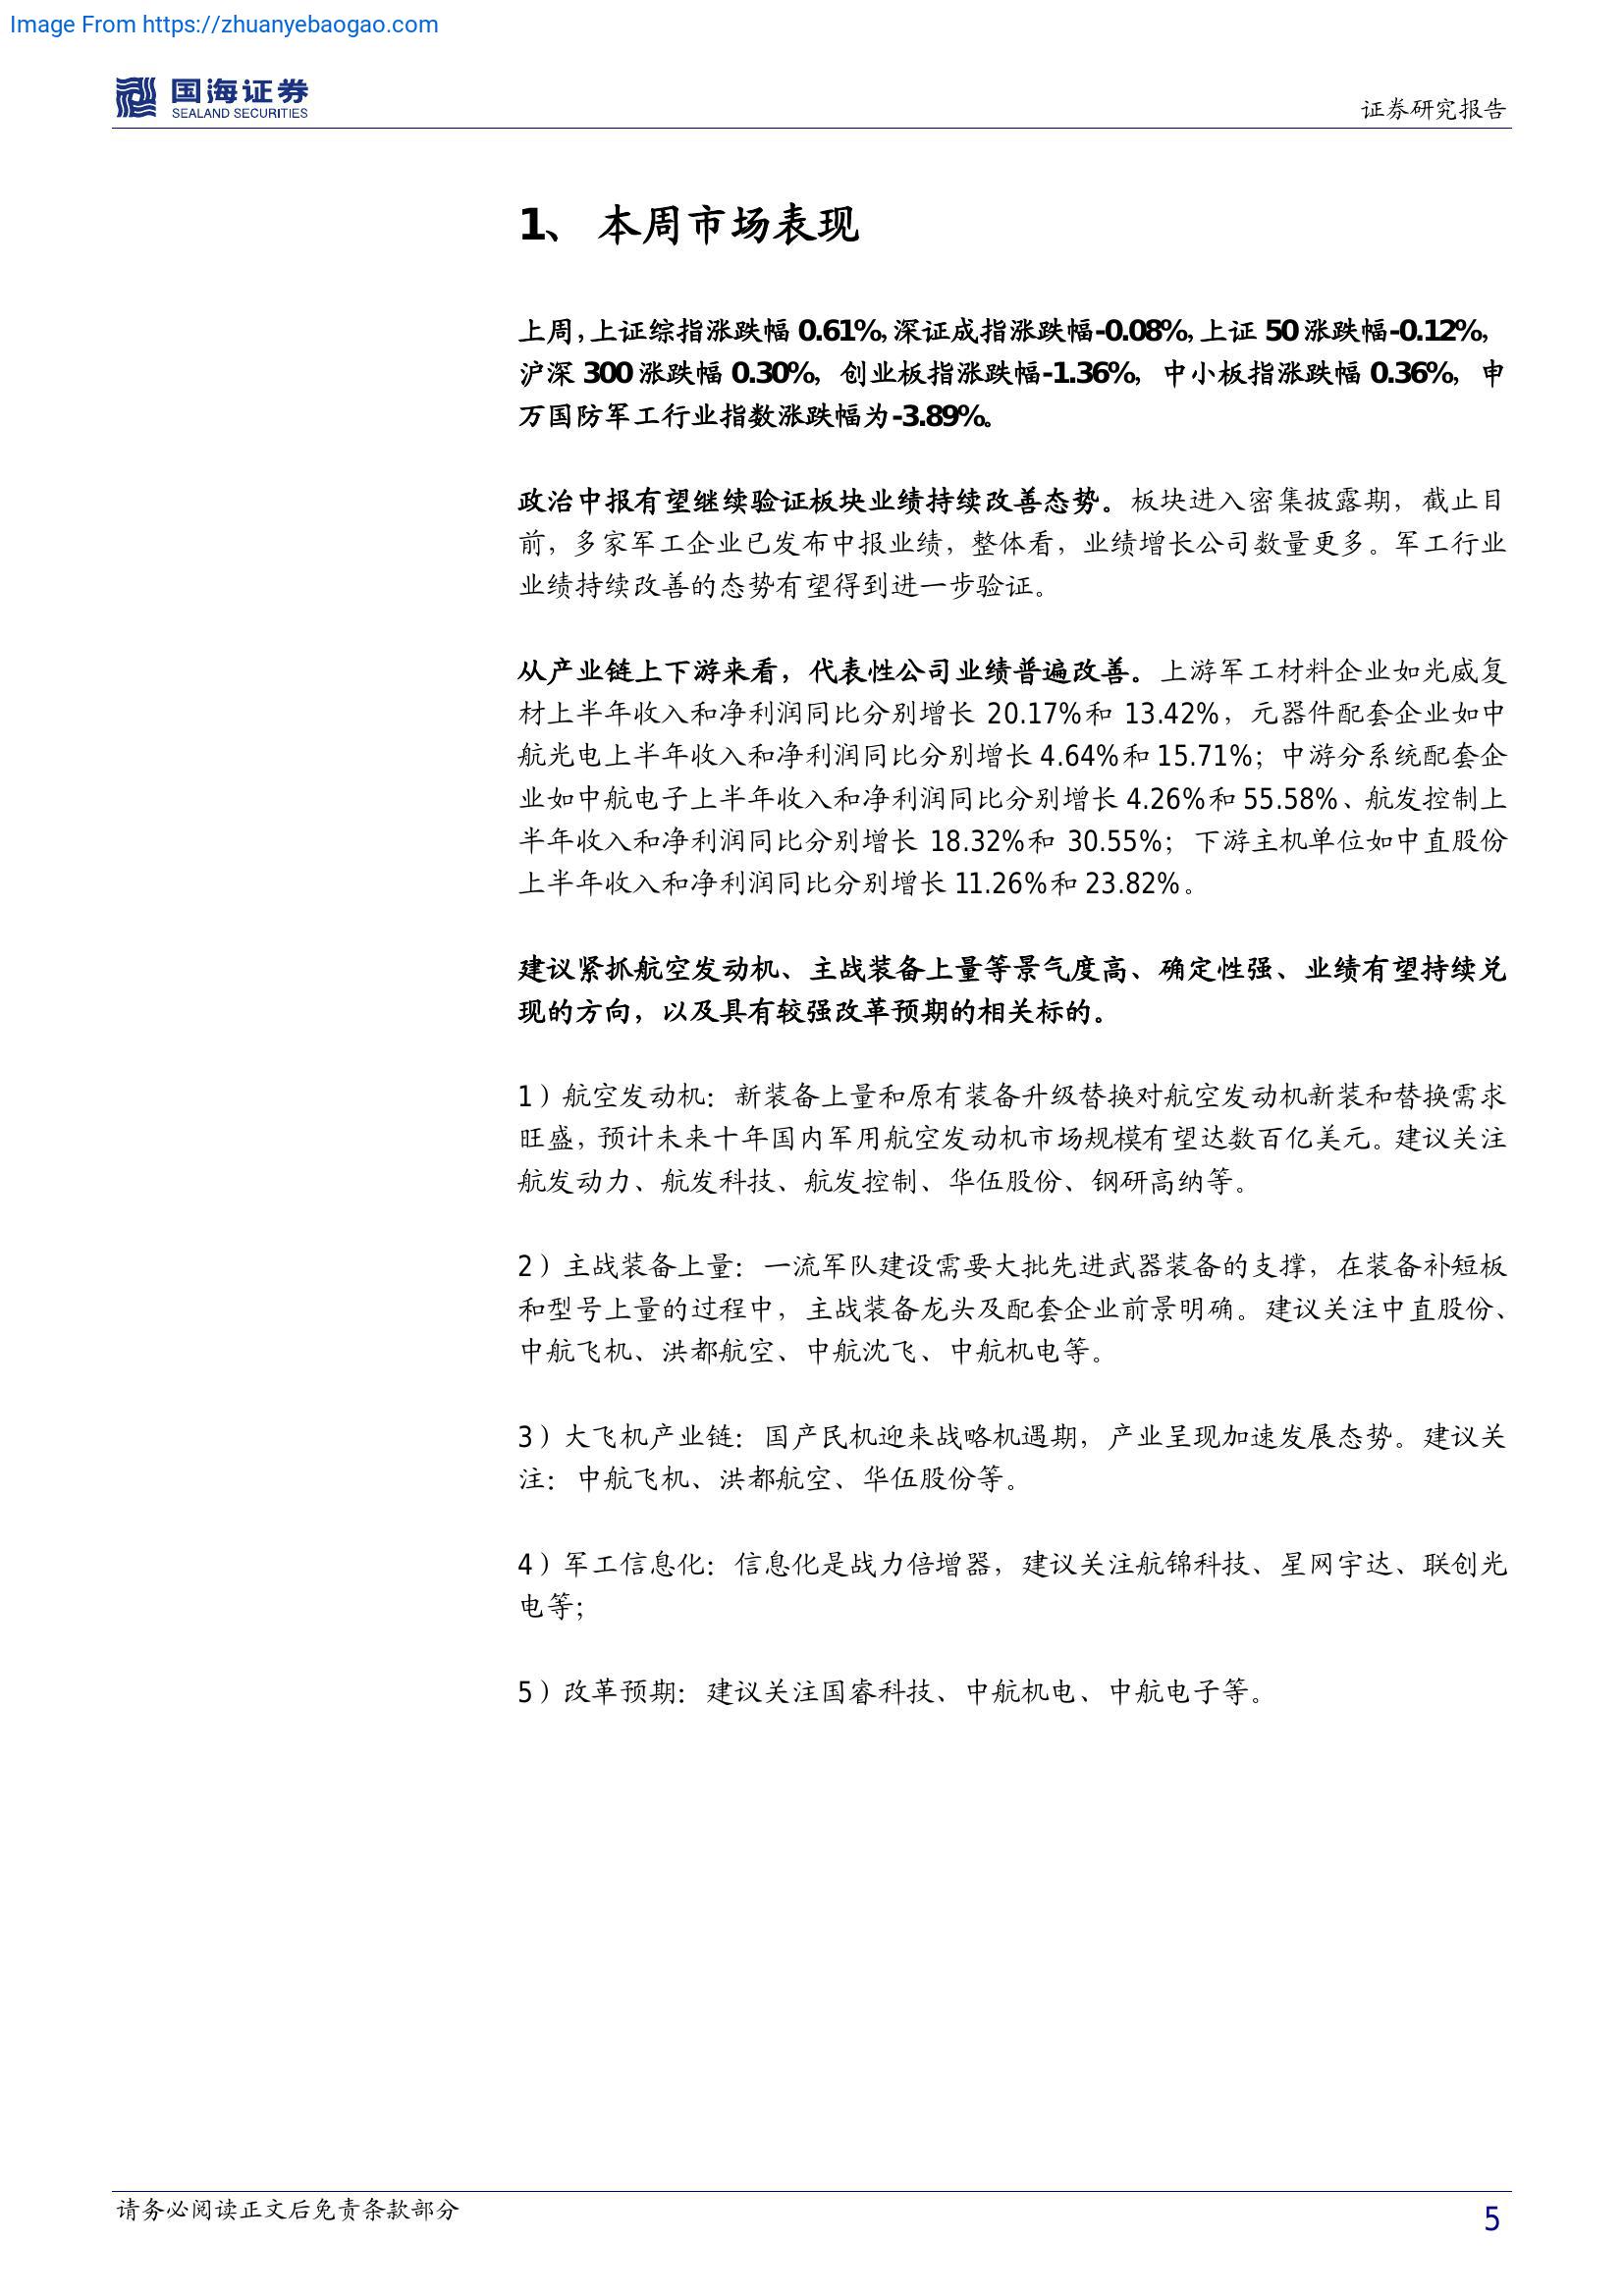 Image From https://zhuanyebaogao.com
国海证券
SEALAND SECURITIES
证券研究报告
1、 本周市场表现
上周，上证综指涨跌幅 0.61%，深证成指涨跌幅-0.08%，上证 50 涨跌幅-0.12%，
沪深 300 涨跌幅 0.30%，创业板指涨跌幅-1.36%，中小板指涨跌幅 0.36%，申
万国防军工行业指数涨跌幅为-3.89%。
政治中报有望继续验证板块业绩持续改善态势。板块进入密集披露期，截止目
前，多家军工企业已发布中报业绩，整体看，业绩增长公司数量更多。军工行业
业绩持续改善的态势有望得到进一步验证。
从产业链上下游来看，代表性公司业绩普遍改善。上游军工材料企业如光威复
材上半年收入和净利润同比分别增长 20.17%和 13.42%，元器件配套企业如中
航光电上半年收入和净利润同比分别增长 4.64%和 15.71%；中游分系统配套企
业如中航电子上半年收入和净利润同比分别增长 4.26%和 55.58%、航发控制上
半年收入和净利润同比分别增长 18.32%和 30.55%；下游主机单位如中直股份
上半年收入和净利润同比分别增长 11.26%和 23.82%。
建议紧抓航空发动机、主战装备上量等景气度高、确定性强、业绩有望持续兑
现的方向，以及具有较强改革预期的相关标的。
1）航空发动机：新装备上量和原有装备升级替换对航空发动机新装和替换需求
旺盛，预计未来十年国内军用航空发动机市场规模有望达数百亿美元。建议关注
航发动力、航发科技、航发控制、华伍股份、钢研高纳等。
2）主战装备上量：一流军队建设需要大批先进武器装备的支撑，在装备补短板
和型号上量的过程中，主战装备龙头及配套企业前景明确。建议关注中直股份、
中航飞机、洪都航空、中航沈飞、中航机电等。
3）大飞机产业链：国产民机迎来战略机遇期，产业呈现加速发展态势。建议关
注：中航飞机、洪都航空、华伍股份等。
4）军工信息化：信息化是战力倍增器，建议关注航锦科技、星网宇达、联创光
电等；
5）改革预期：建议关注国睿科技、中航机电、中航电子等。
请务必阅读正文后免责条款部分
5